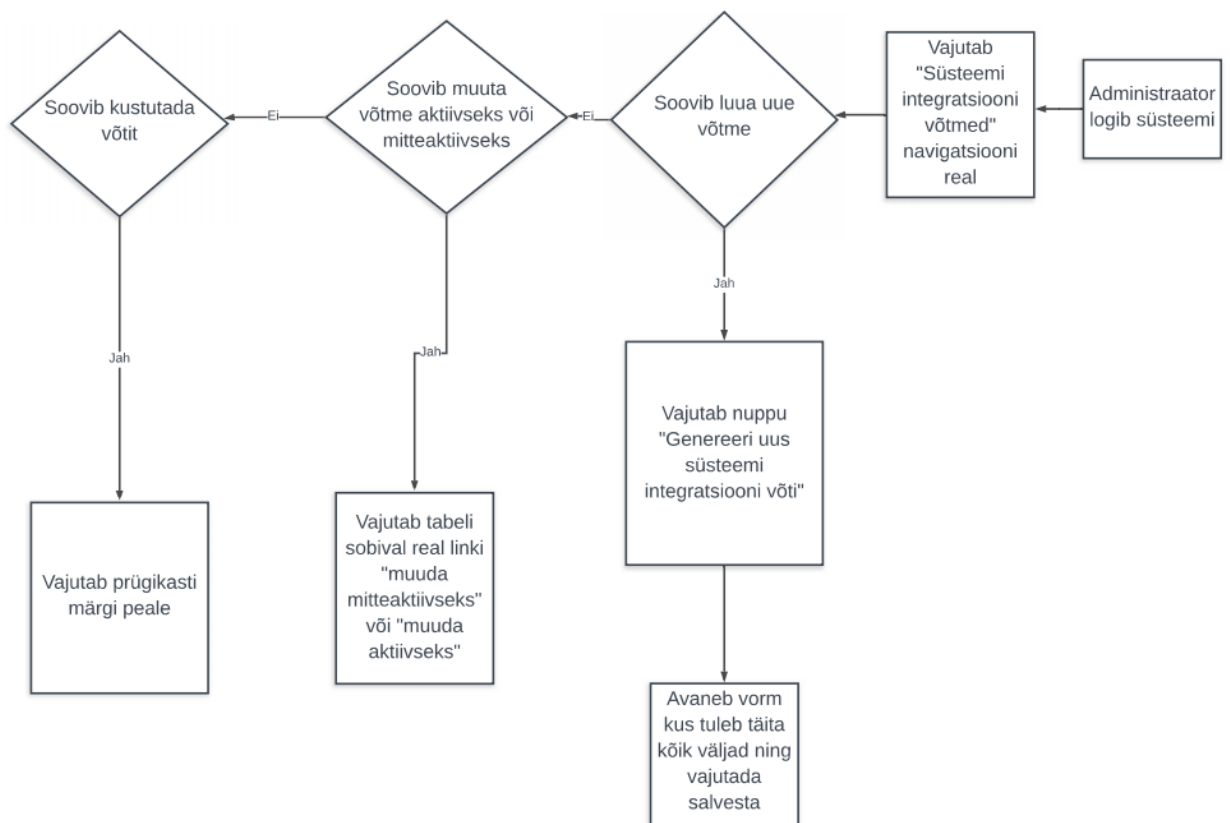 Administraator
logib süsteemi
Vajutab
"Süsteemi
integratsiooni
võtmed"
navigatsiooni
real
Soovib luua uue
võtme
Ei
Soovib muuta
võtme aktiivseks või
mitteaktiivseks
Ei
Soovib kustutada
võtit
Jah
Jah
Jah
Vajutab nuppu
"Genereeri uus
süsteemi
integratsiooni võti"
Vajutab tabeli
sobival real linki
"muuda
mitteaktiivseks"
või "muuda
aktiivseks"
Vajutab prügikasti
märgi peale
Avaneb vorm
kus tuleb täita
kõik väljad ning
vajutada
salvesta